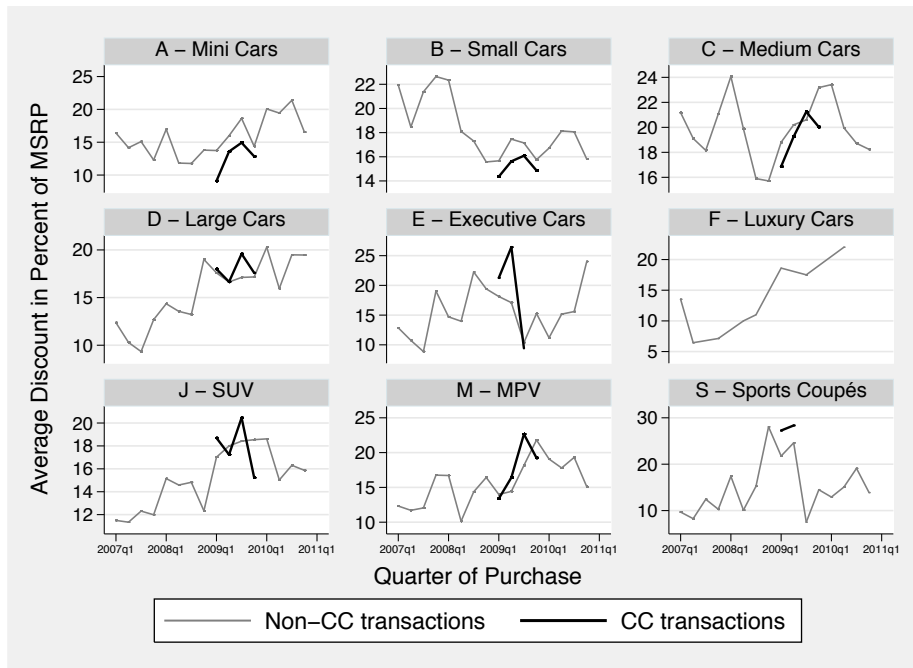 Average Discount in Percent of MSRP
A – Mini Cars
25
20
15
10
B – Small Cars
22
20
18
16
14
C – Medium Cars
24
22
20
18
16
D – Large Cars
20
15
10
E – Executive Cars
25
20
15
10
F – Luxury Cars
20
15
10
5
J – SUV
20
18
16
14
12
2007q1 2008q1 2009q1 2010q1 2011q1
M – MPV
25
20
15
10
2007q1 2008q1 2009q1 2010q1 2011q1
S – Sports Coupés
30
20
10
2007q1 2008q1 2009q1 2010q1 2011q1
Quarter of Purchase
Non–CC transactions CC transactions